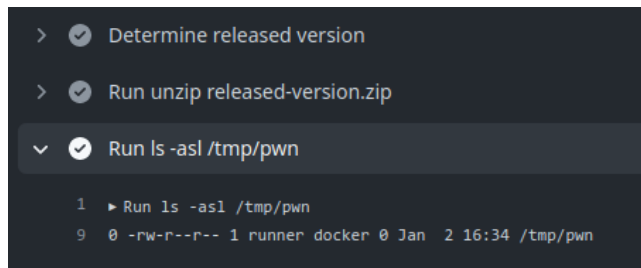 Determine released version
Run unzip released-version.zip
Run ls -asl /tmp/pwn
1 ▸ Run ls -asl /tmp/pwn
9 0 -rw-r--r-- 1 runner docker 0 Jan  2 16:34 /tmp/pwn